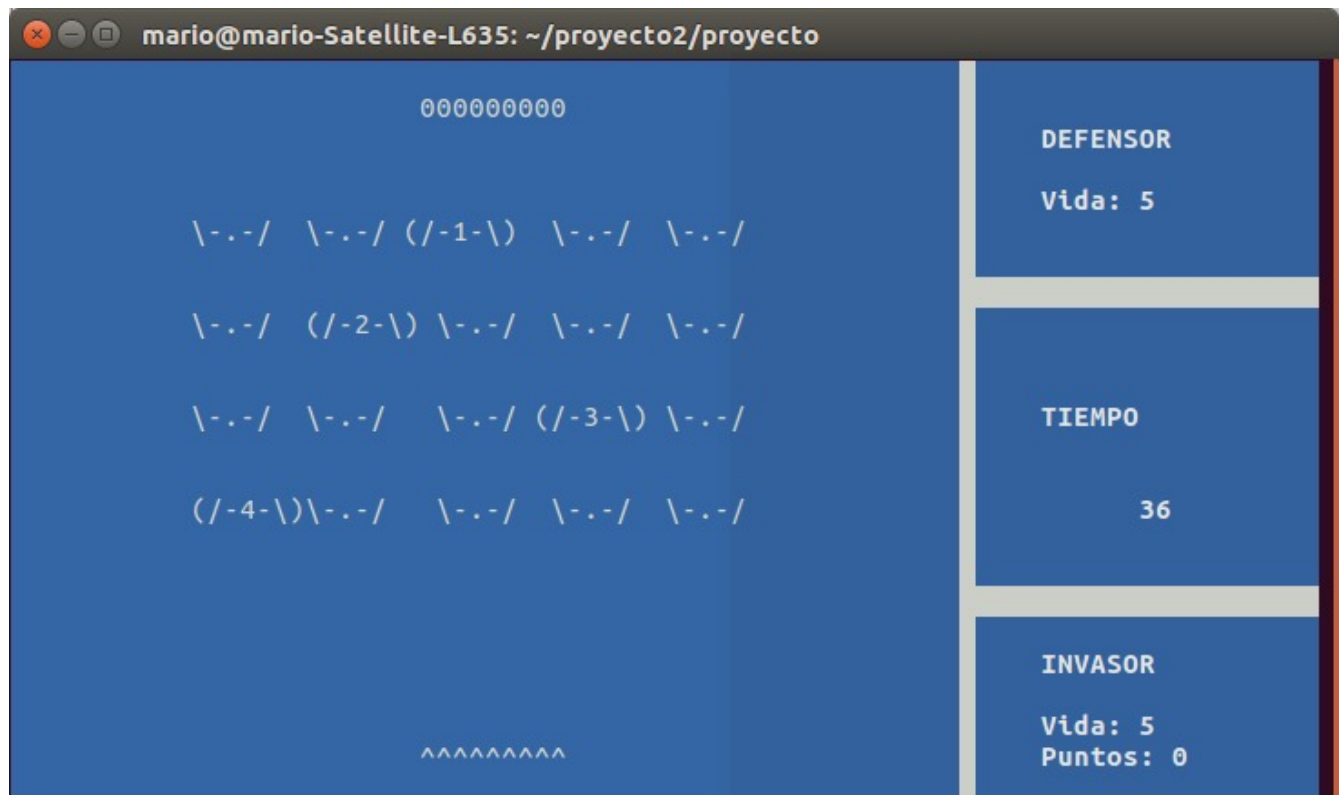 mario@mario-Satellite-L635: ~/proyecto2/proyecto
000000000
\-.-/  \-.-/ (/-1-\)  \-.-/  \-.-/
\-.-/  (/-2-\) \-.-/  \-.-/  \-.-/
\-.-/  \-.-/   \-.-/ (/-3-\) \-.-/
(/-4-\)\-.-/   \-.-/  \-.-/  \-.-/
^^^^^^^^^
DEFENSOR
Vida: 5
TIEMPO
36
INVASOR
Vida: 5
Puntos: 0